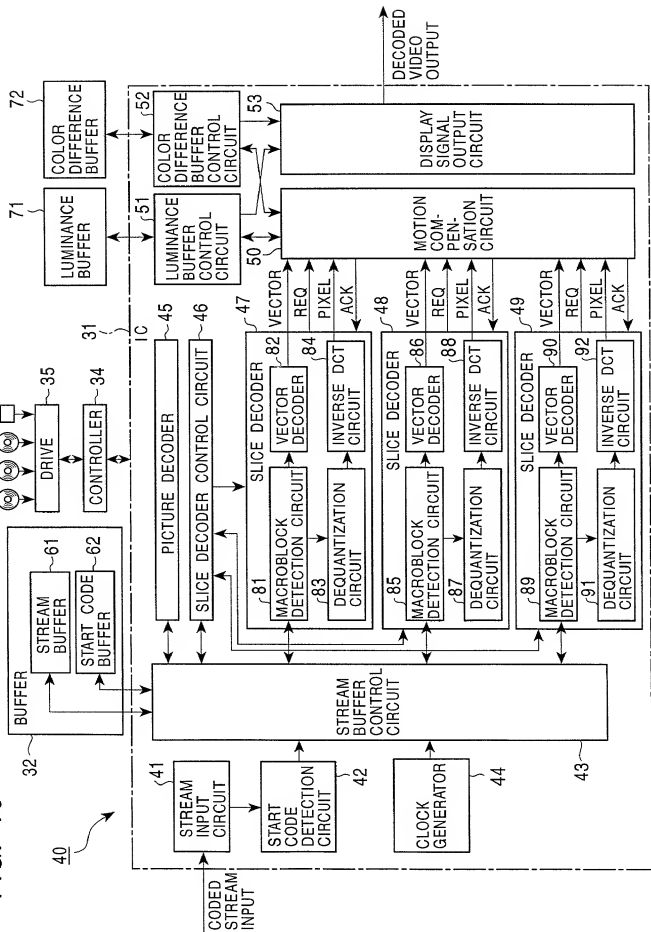 40
CODED
STREAM
INPUT
32
BUFFER
STREAM
BUFFER
61
START CODE
BUFFER
62
DRIVE
35
CONTROLLER
34
31
IC
LUMINANCE
BUFFER
71
COLOR
DIFFERENCE
BUFFER
72
STREAM
INPUT
CIRCUIT
41
START
CODE
DETECTION
CIRCUIT
42
CLOCK
GENERATOR
44
STREAM
BUFFER
CONTROL
CIRCUIT
43
PICTURE DECODER
45
SLICE DECODER CONTROL CIRCUIT
46
LUMINANCE
BUFFER
CONTROL
CIRCUIT
51
COLOR
DIFFERENCE
BUFFER
CONTROL
CIRCUIT
52
47
SLICE DECODER
81
MACROBLOCK
DETECTION CIRCUIT
82
VECTOR
DECODER
83
DEQUANTIZATION
CIRCUIT
84
INVERSE DCT
CIRCUIT
VECTOR
REQ
PIXEL
ACK
48
SLICE DECODER
85
MACROBLOCK
DETECTION CIRCUIT
86
VECTOR
DECODER
87
DEQUANTIZATION
CIRCUIT
88
INVERSE DCT
CIRCUIT
VECTOR
REQ
PIXEL
ACK
49
SLICE DECODER
89
MACROBLOCK
DETECTION CIRCUIT
90
VECTOR
DECODER
91
DEQUANTIZATION
CIRCUIT
92
INVERSE DCT
CIRCUIT
VECTOR
REQ
PIXEL
ACK
50
MOTION
COM-
PEN-
SATION
CIRCUIT
53
DISPLAY
SIGNAL
OUTPUT
CIRCUIT
DECODED
VIDEO
OUTPUT